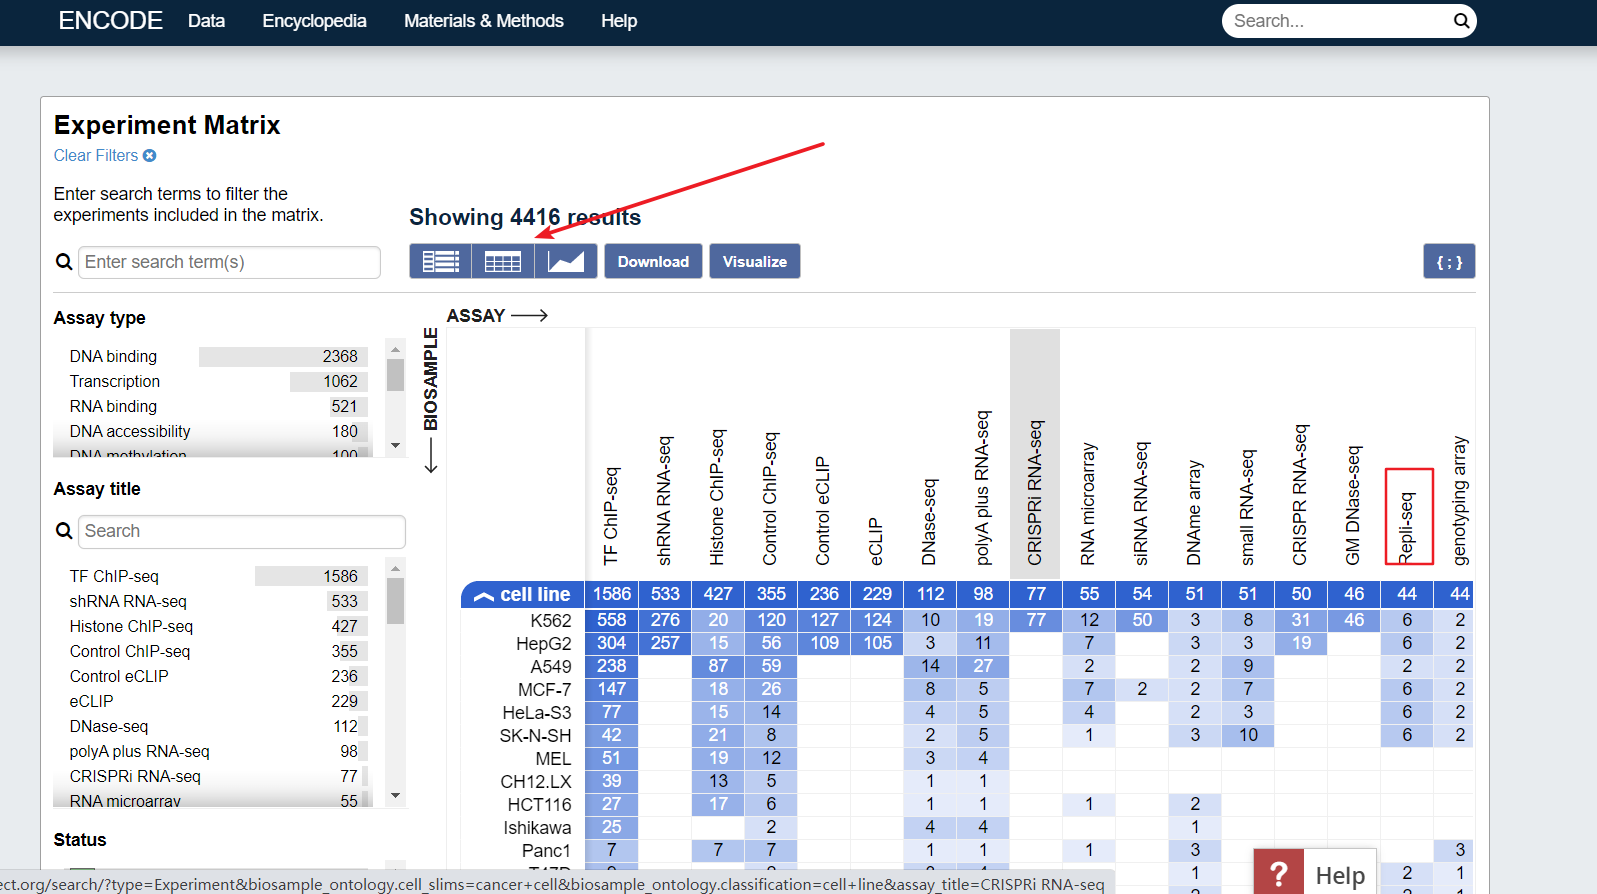 ENCODE Data Encyclopedia Materials & Methods Help Search...
Experiment Matrix
Clear Filters
Enter search terms to filter the
experiments included in the matrix.
Enter search term(s)
Showing 4416 results
Download Visualize { ; }
Assay type
DNA binding 2368
Transcription 1062
RNA binding 521
DNA accessibility 180
DNA methylation 100
Assay title
Search
TF ChIP-seq 1586
shRNA RNA-seq 533
Histone ChIP-seq 427
Control ChIP-seq 355
Control eCLIP 236
eCLIP 229
DNase-seq 112
polyA plus RNA-seq 98
CRISPRi RNA-seq 77
RNA microarray 55
Status
ASSAY
BIOSAMPLE
TF ChIP-seq
shRNA RNA-seq
Histone ChIP-seq
Control ChIP-seq
Control eCLIP
eCLIP
DNase-seq
polyA plus RNA-seq
CRISPRi RNA-seq
RNA microarray
siRNA RNA-seq
DNAme array
small RNA-seq
CRISPR RNA-seq
GM DNase-seq
Repli-seq
genotyping array
cell line 1586 533 427 355 236 229 112 98 77 55 54 51 51 50 46 44 44
K562 558 276 20 120 127 124 10 19 77 12 50 3 8 31 46 6 2
HepG2 304 257 15 56 109 105 3 11 7 3 3 19 6 2
A549 238 87 59 14 27 2 2 9 2 2
MCF-7 147 18 26 8 5 7 2 2 7 6 2
HeLa-S3 77 15 14 4 5 4 2 3 6 2
SK-N-SH 42 21 8 2 5 1 3 10 6 2
MEL 51 19 12 3 4
CH12.LX 39 13 5 1 1
HCT116 27 17 6 1 1 1 2
Ishikawa 25 2 4 4 1
Panc1 7 7 7 1 1 1 3 3
1 2 1
? Help
ect.org/search/?type=Experiment&biosample_ontology.cell_slims=cancer+cell&biosample_ontology.classification=cell+line&assay_title=CRISPRi RNA-seq